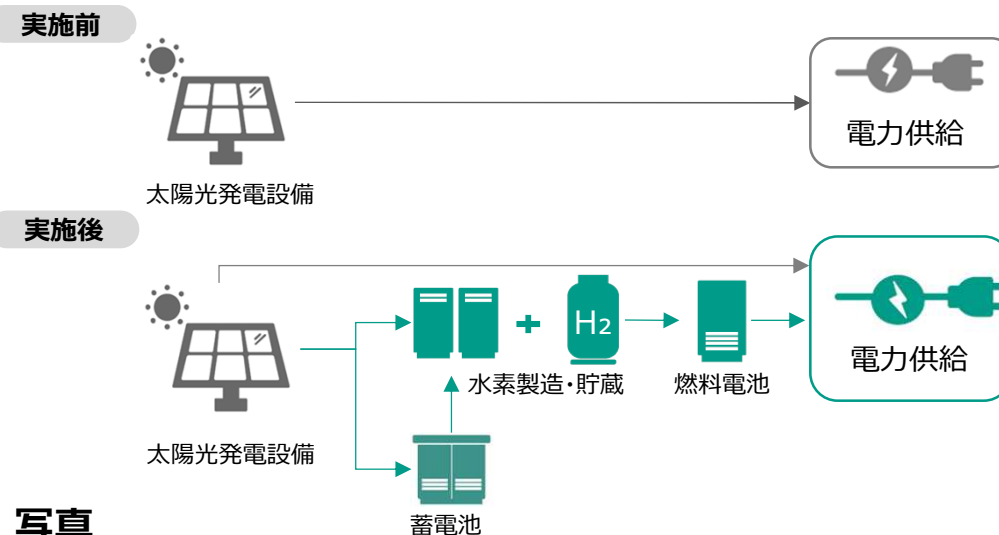 実施前
電力供給
太陽光発電設備
実施後
H2
水素製造・貯蔵
燃料電池
電力供給
太陽光発電設備
蓄電池
写真